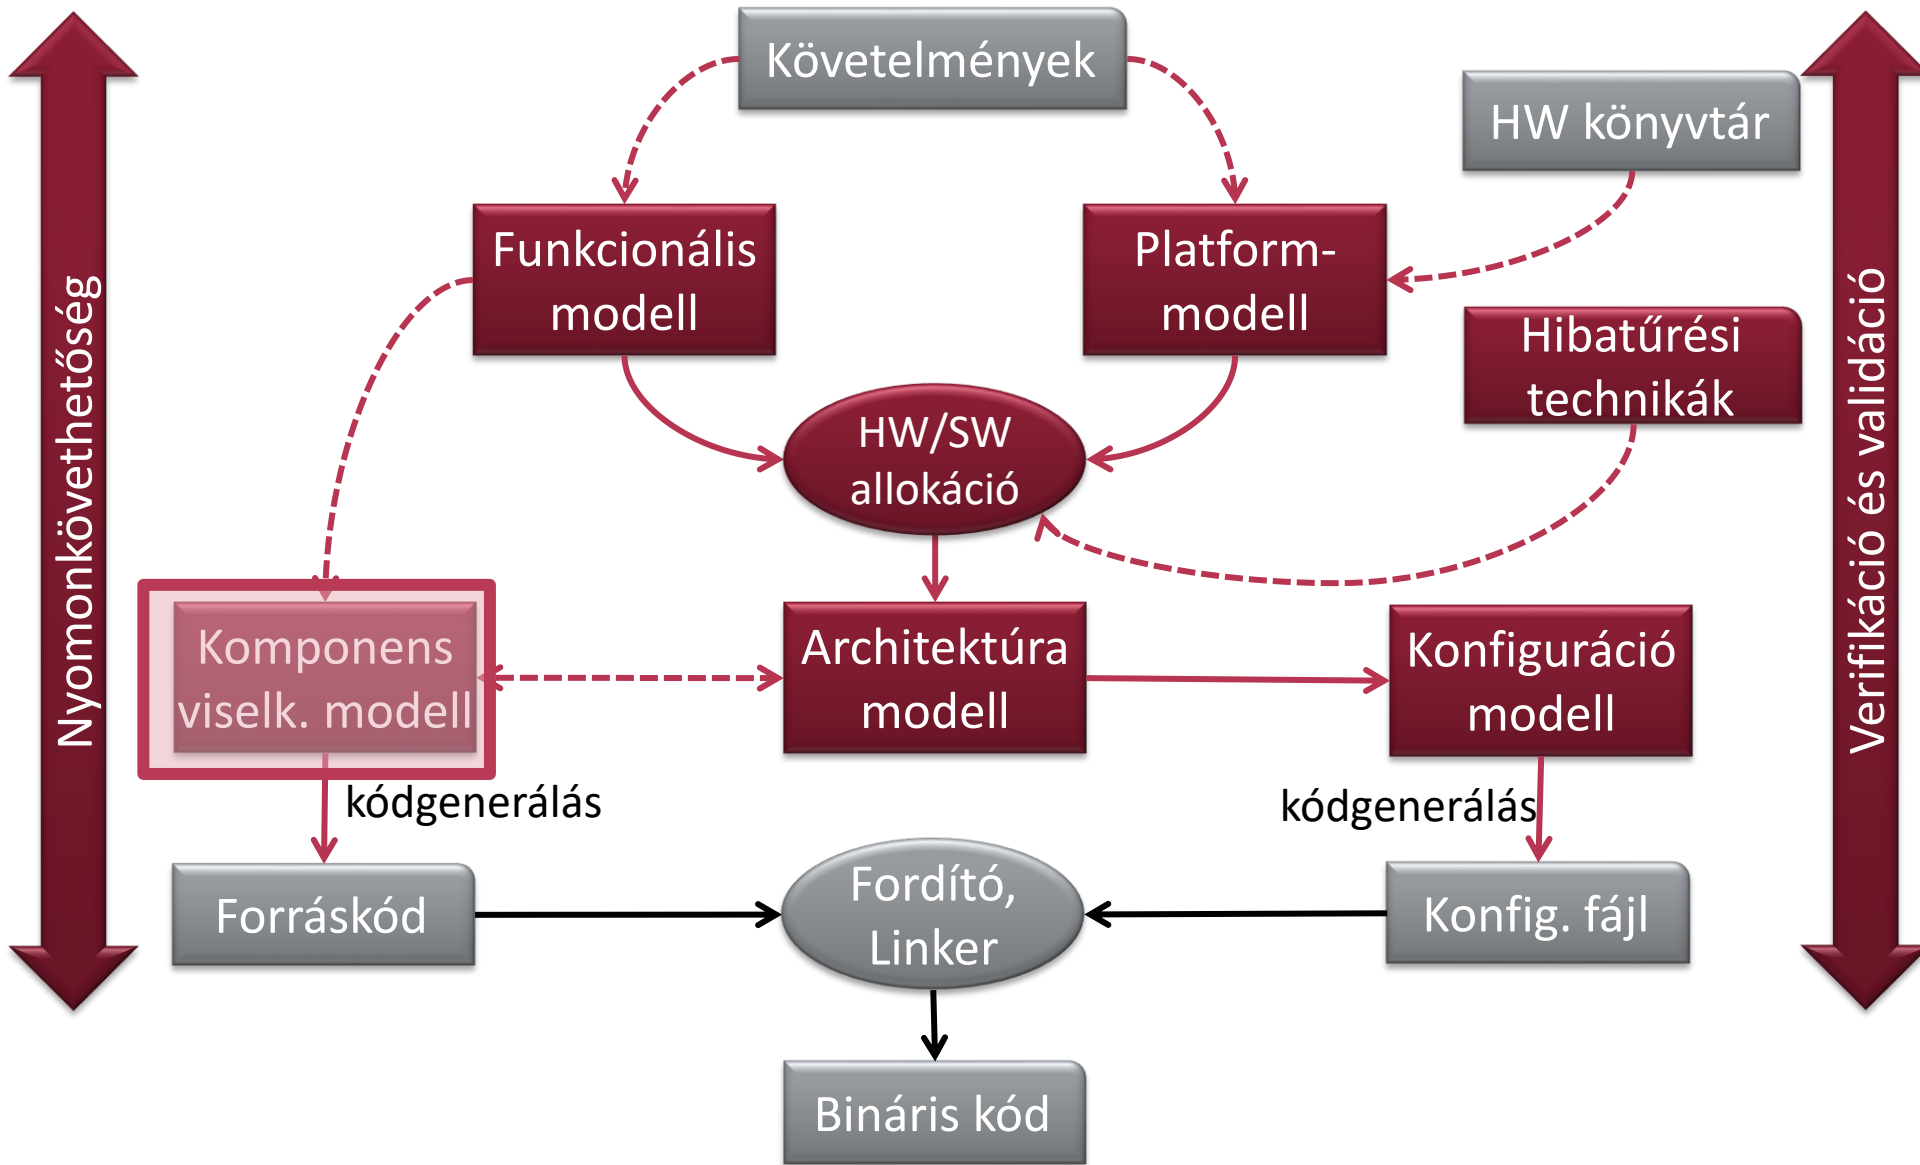 Követelmények
HW könyvtár
Funkcionális
modell
Platform-
modell
Hibatűrési
technikák
HW/SW
allokáció
Nyomonkövethetőség
Verifikáció és validáció
Komponens
viselk. modell
Architektúra
modell
Konfiguráció
modell
kódgenerálás
kódgenerálás
Forráskód
Fordító,
Linker
Konfig. fájl
Bináris kód